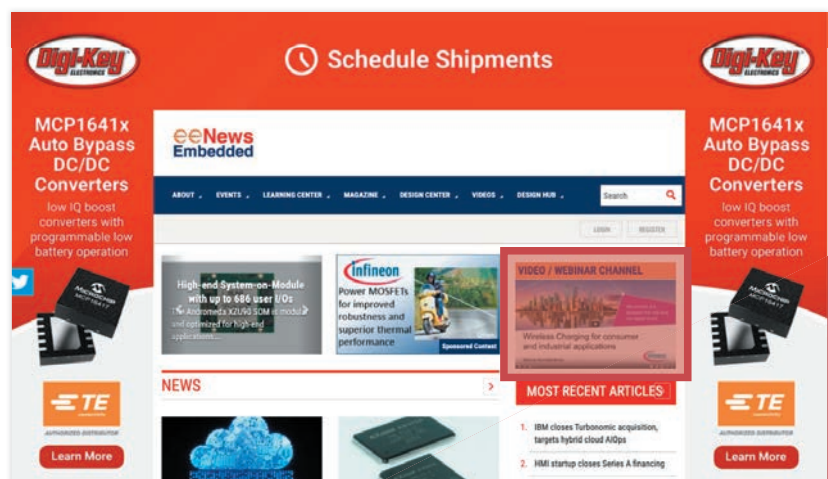 Digi-Key
ELECTRONICS
Schedule Shipments
Digi-Key
ELECTRONICS
MCP1641x
Auto Bypass
DC/DC
Converters
low IQ boost
converters with
programmable low
battery operation
MICROCHIP
MCP1641T
TE
connectivity
AUTHORIZED DISTRIBUTOR
Learn More
eeNews
Embedded
ABOUT
EVENTS
LEARNING CENTER
MAGAZINE
DESIGN CENTER
VIDEOS
DESIGN HUB
Search
LOGIN
REGISTER
High-end System-on-Module
with up to 686 user I/Os
The Andromeda XZU90 SOM is modular
and optimized for high-end
applications...
Infineon
Power MOSFETs
for improved
robustness and
superior thermal
performance
Sponsored Content
VIDEO / WEBINAR CHANNEL
Wireless Charging for consumer
and industrial applications
Infineon
NEWS
MOST RECENT ARTICLES
1. IBM closes Turbonomic acquisition,
targets hybrid cloud AIOps
2. HMI startup closes Series A financing
MCP1641x
Auto Bypass
DC/DC
Converters
low IQ boost
converters with
programmable low
battery operation
MICROCHIP
MCP1641T
TE
connectivity
AUTHORIZED DISTRIBUTOR
Learn More